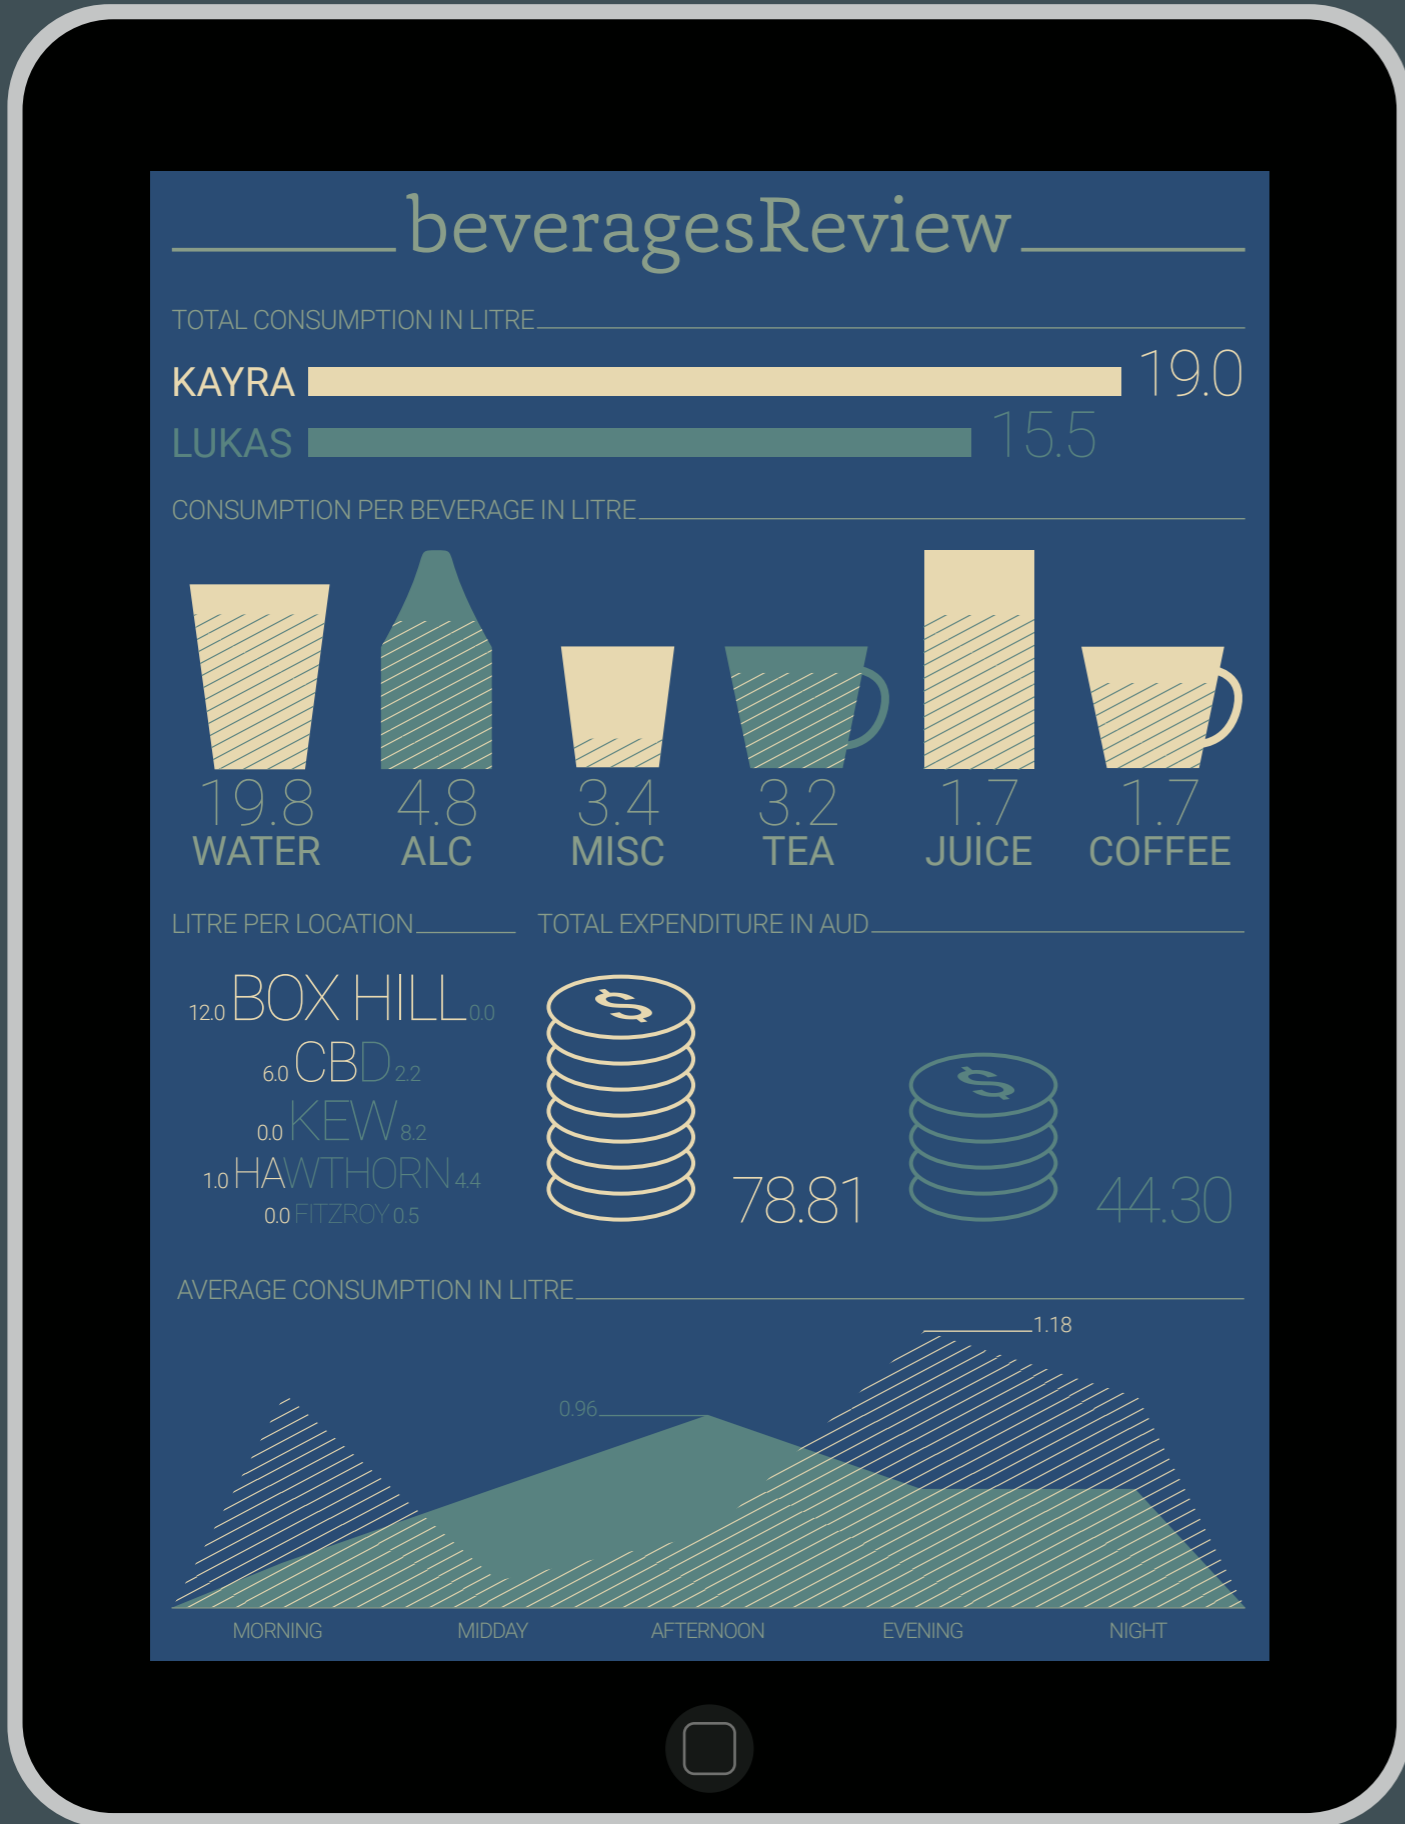 beveragesReview
TOTAL CONSUMPTION IN LITRE
KAYRA 19.0
LUKAS 15.5
CONSUMPTION PER BEVERAGE IN LITRE
19.8 4.8 3.4 3.2 1.7 1.7
WATER ALC MISC TEA JUICE COFFEE
LITRE PER LOCATION TOTAL EXPENDITURE IN AUD
$
12.0 BOX HILL 0.0
6.0 CBD 2.2
$
0.0 KEW 8.2
1.0 HAWTHORN 4.4
0.0 FITZROY 0.5
78.81 44.30
AVERAGE CONSUMPTION IN LITRE
1.18
0.96
MORNING MIDDAY AFTERNOON EVENING NIGHT